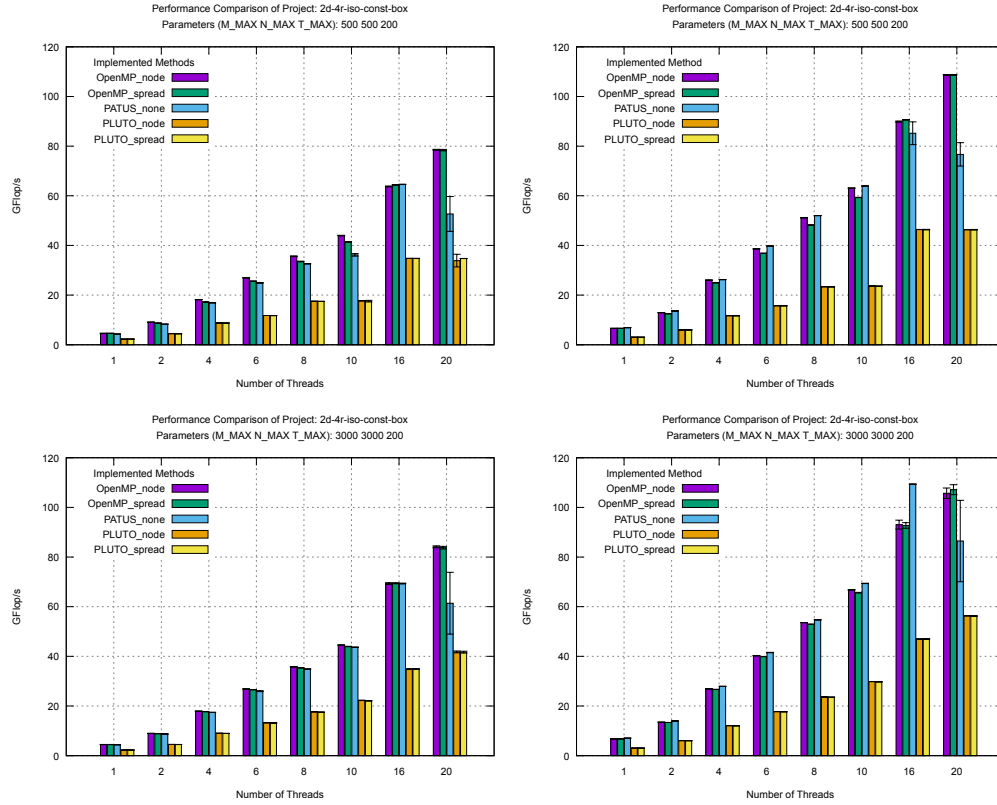 Performance Comparison of Project: 2d-4r-iso-const-box
Parameters (M_MAX N_MAX T_MAX): 500 500 200
120
100
80
60
40
20
0
GFlop/s
Implemented Methods
OpenMP_node
OpenMP_spread
PATUS_none
PLUTO_node
PLUTO_spread
1 2 4 6 8 10 16 20
Number of Threads
Performance Comparison of Project: 2d-4r-iso-const-box
Parameters (M_MAX N_MAX T_MAX): 500 500 200
120
100
80
60
40
20
0
GFlop/s
Implemented Methods
OpenMP_node
OpenMP_spread
PATUS_none
PLUTO_node
PLUTO_spread
1 2 4 6 8 10 16 20
Number of Threads
Performance Comparison of Project: 2d-4r-iso-const-box
Parameters (M_MAX N_MAX T_MAX): 3000 3000 200
120
100
80
60
40
20
0
GFlop/s
Implemented Methods
OpenMP_node
OpenMP_spread
PATUS_none
PLUTO_node
PLUTO_spread
1 2 4 6 8 10 16 20
Number of Threads
Performance Comparison of Project: 2d-4r-iso-const-box
Parameters (M_MAX N_MAX T_MAX): 3000 3000 200
120
100
80
60
40
20
0
GFlop/s
Implemented Method
OpenMP_node
OpenMP_spread
PATUS_none
PLUTO_node
PLUTO_spread
1 2 4 6 8 10 16 20
Number of Threads